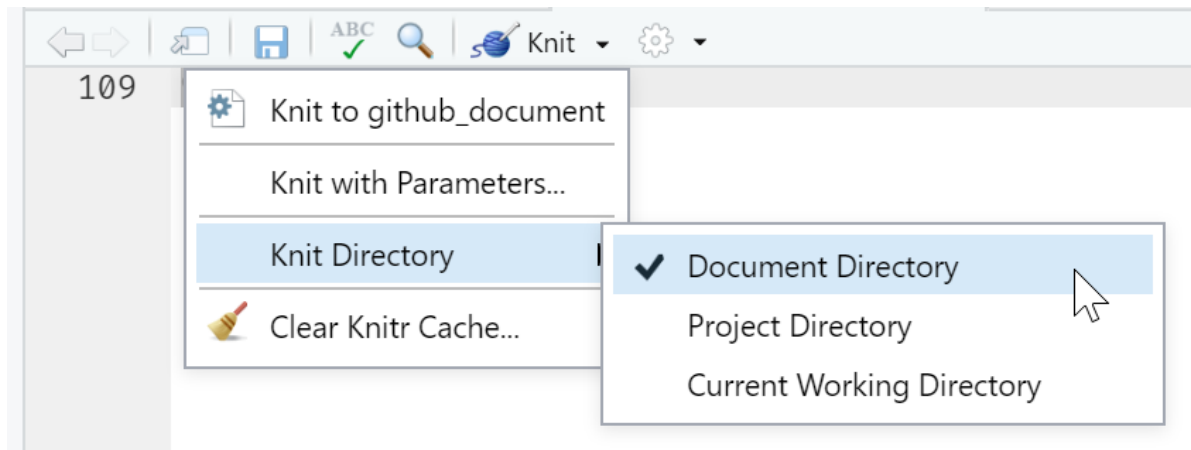 ABC
Knit
109
Knit to github_document
Knit with Parameters...
Knit Directory
Document Directory
Project Directory
Clear Knitr Cache...
Current Working Directory